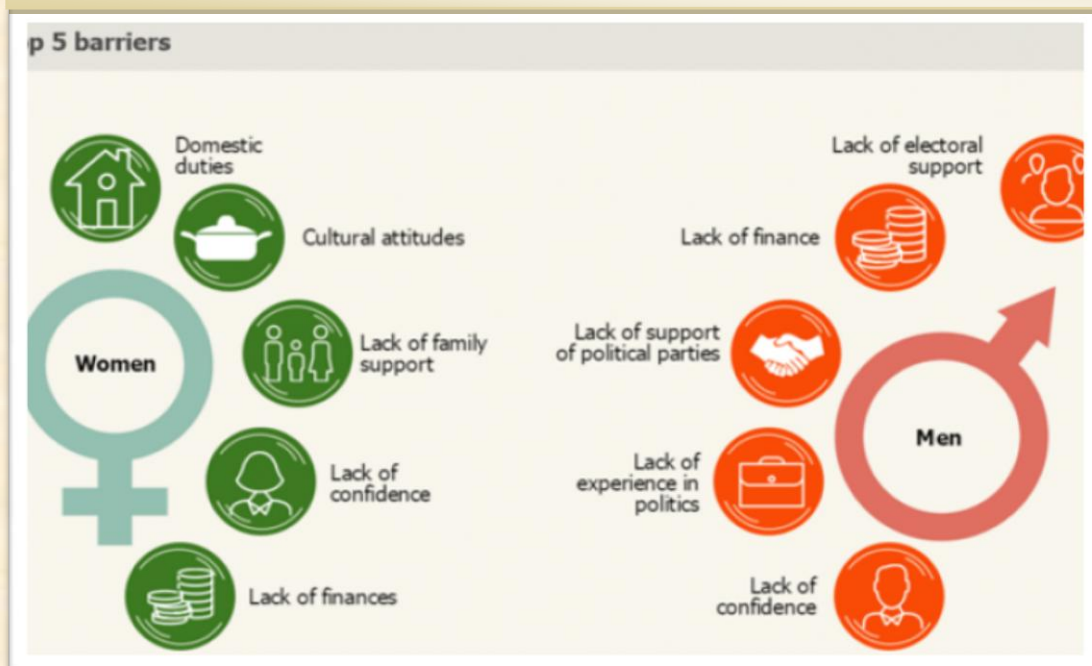 p 5 barriers
Domestic
duties
Cultural attitudes
Lack of family
support
Women
Lack of
confidence
Lack of finances
Lack of electoral
support
Lack of finance
Lack of support
of political parties
Men
Lack of
experience in
politics
Lack of
confidence